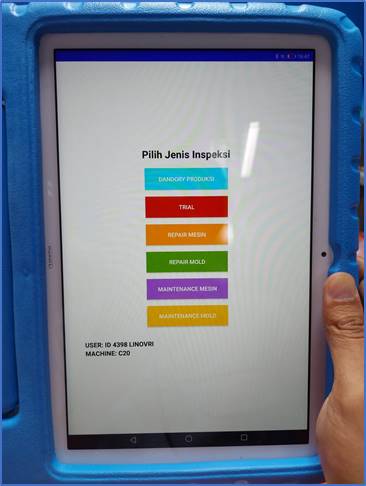 Pilih Jenis Inspeksi
DANDORY PRODUKSI
TRIAL
REPAIR MESIN
REPAIR MOLD
MAINTENANCE MESIN
MAINTENANCE MOLD
USER: ID 4398 LINOVRI
MACHINE: C20